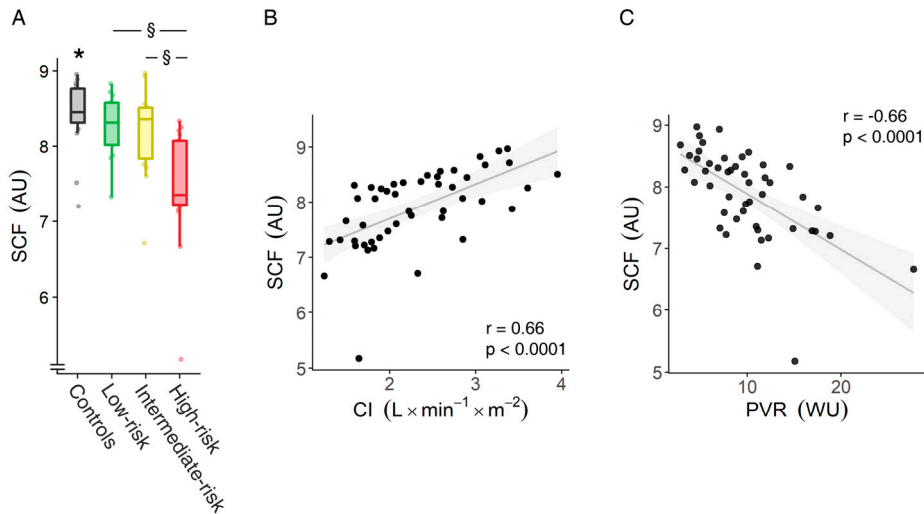 A
§
§
*
9
8
7
6
SCF (AU)
Controls
Low-risk
Intermediate-risk
High-risk
B
9
8
7
6
5
SCF (AU)
r = 0.66
p < 0.0001
2
3
4
CI (L × min⁻¹ × m⁻²)
C
r = -0.66
p < 0.0001
9
8
7
6
5
SCF (AU)
10
20
PVR (WU)